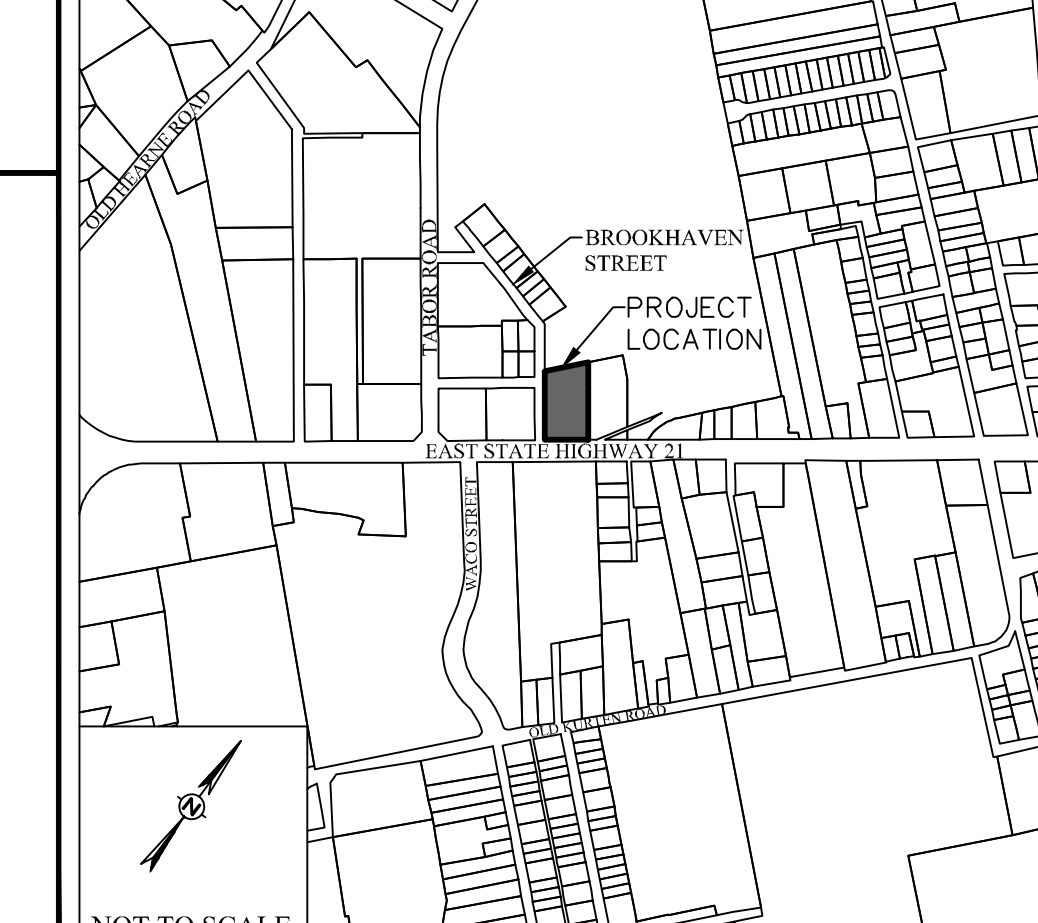 OLD HEARNE ROAD
TABOR ROAD
BROOKHAVEN
STREET
PROJECT
LOCATION
EAST STATE HIGHWAY 21
WACO STREET
OLD KURTEN ROAD
N
NOT TO SCALE